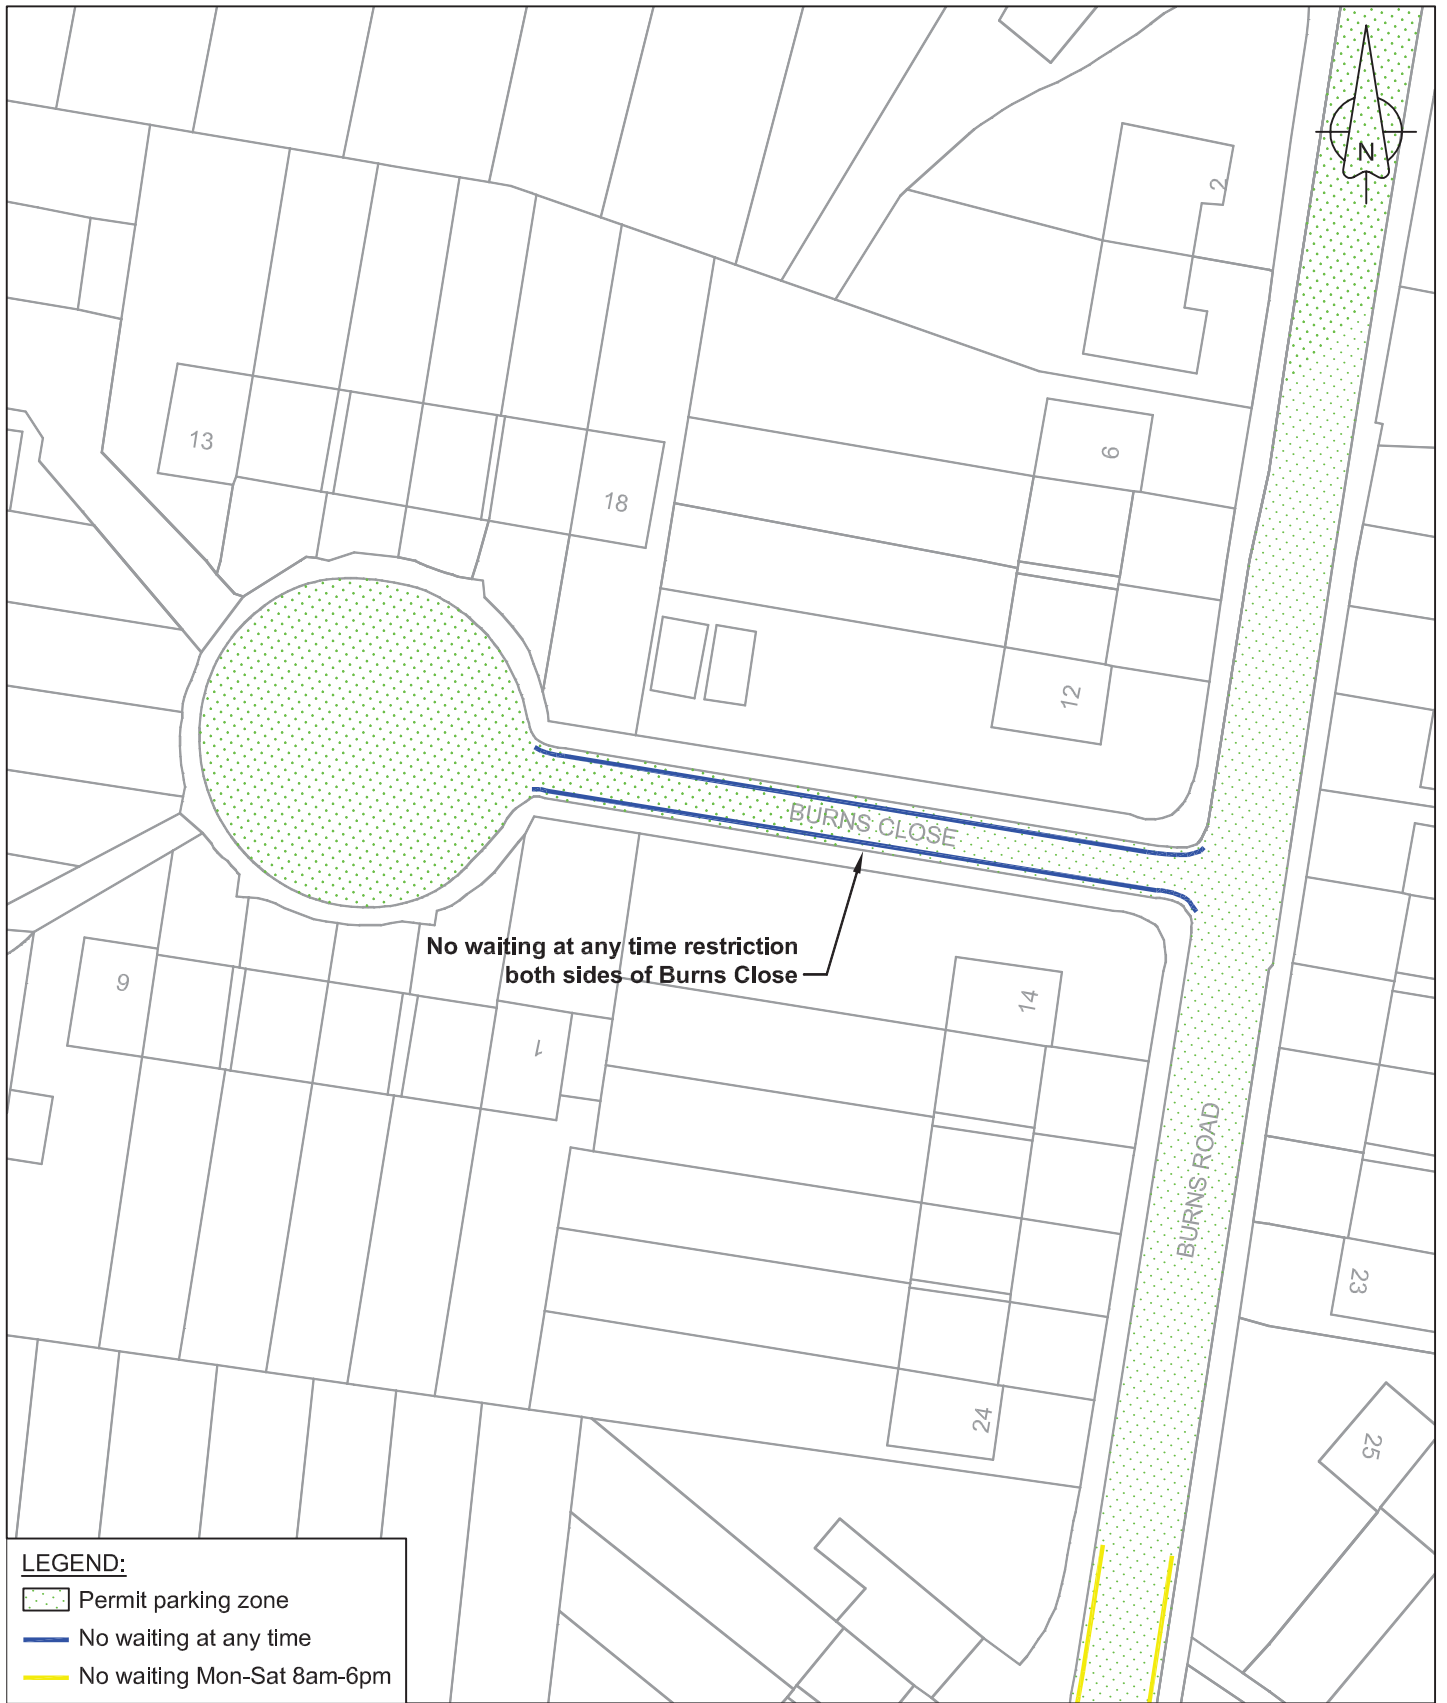 N
2
6
13
18
12
BURNS CLOSE
No waiting at any time restriction
both sides of Burns Close
9
1
14
BURNS ROAD
23
24
25
LEGEND:
Permit parking zone
No waiting at any time
No waiting Mon-Sat 8am-6pm